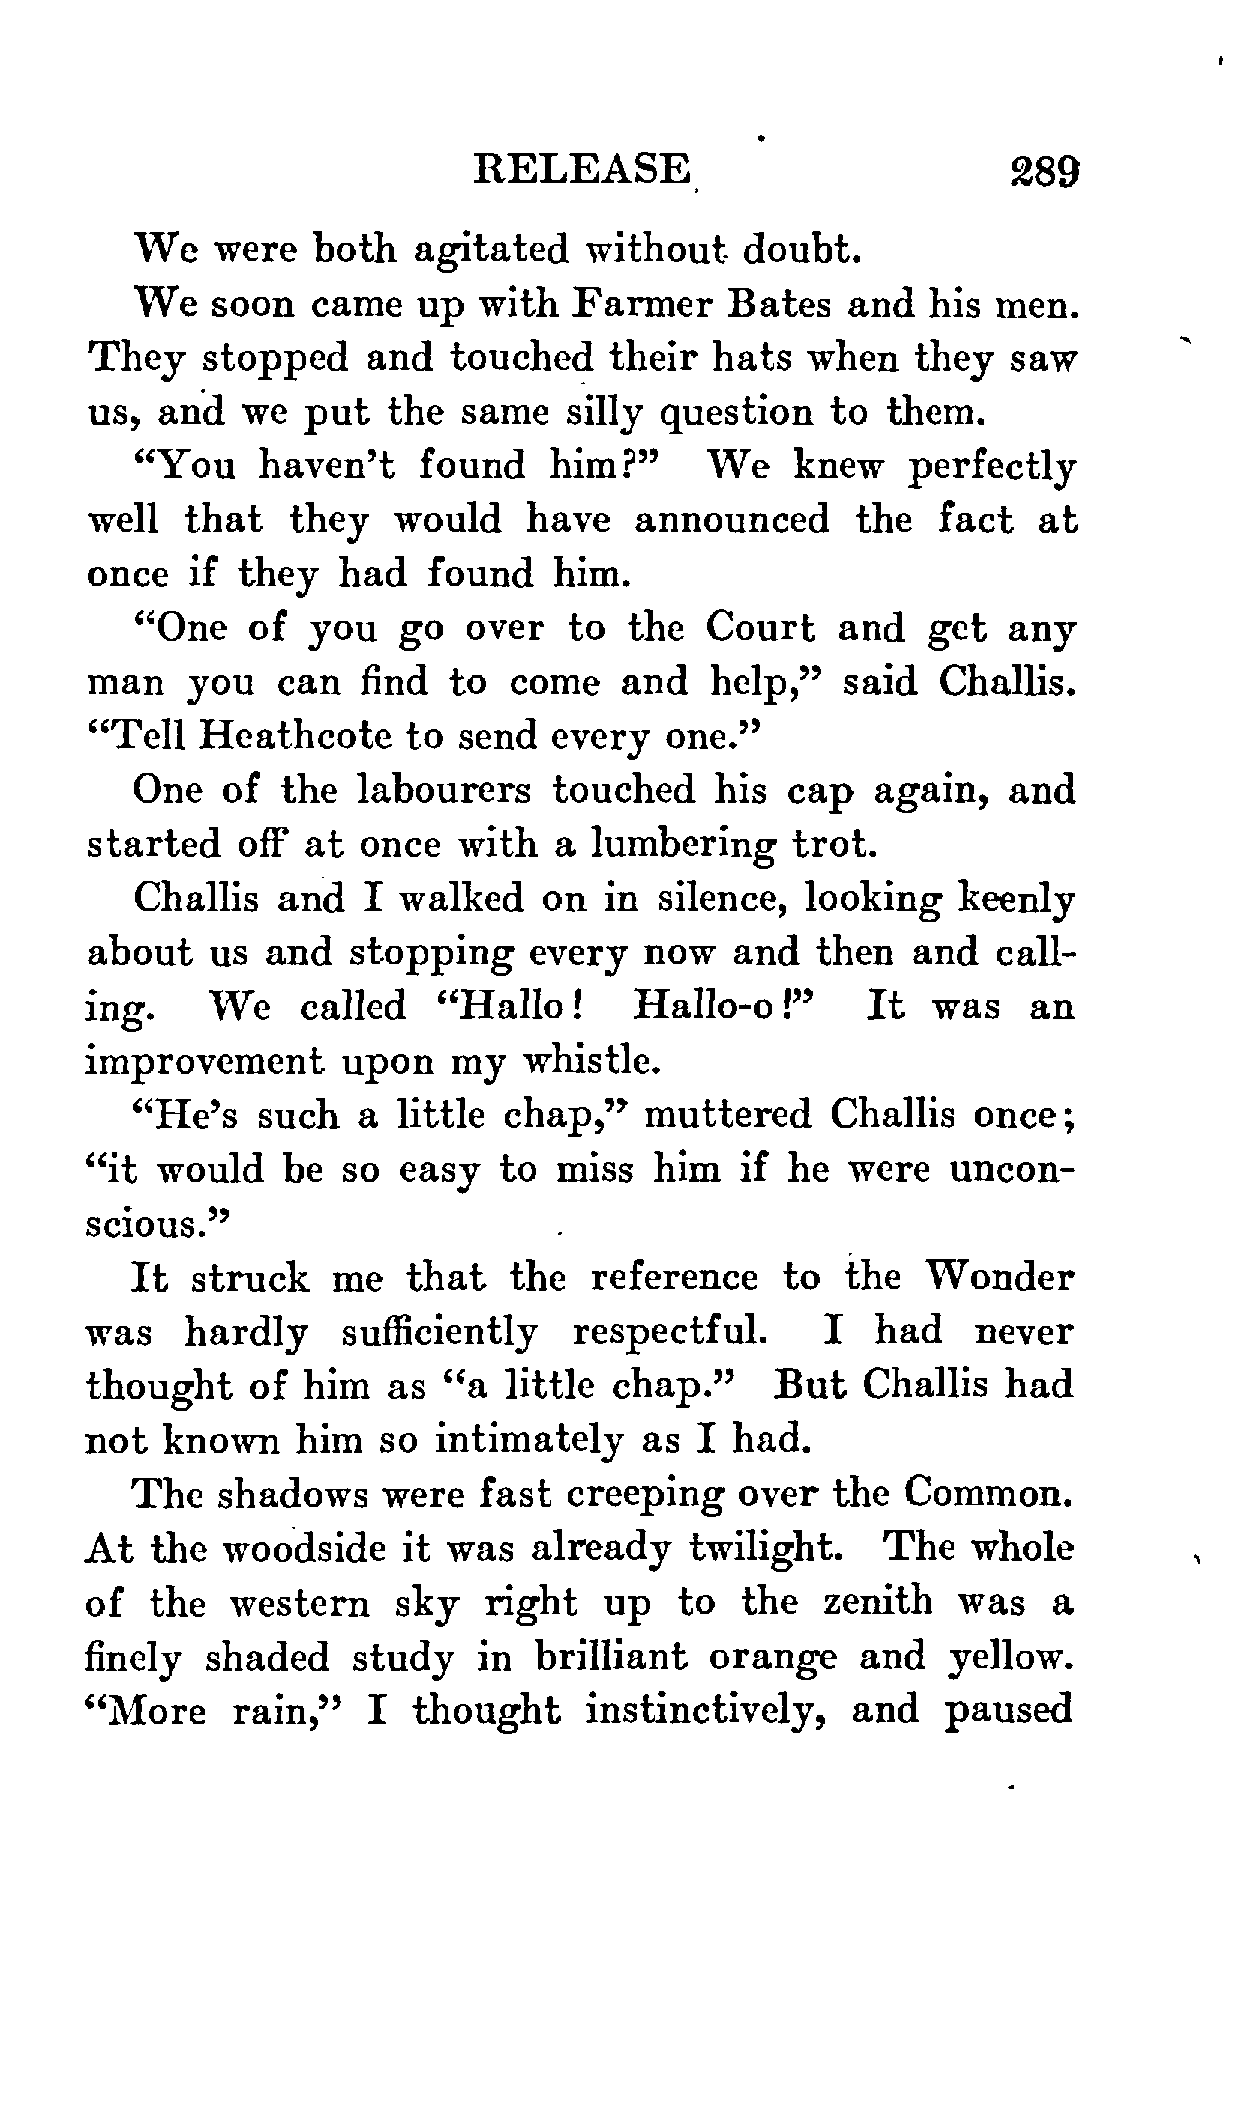 RELEASE 289
We were both agitated without doubt.
We soon came up with Farmer Bates and his men.
They stopped and touched their hats when they saw
us, and we put the same silly question to them.
“You haven’t found him?” We knew perfectly
well that they would have announced the fact at
once if they had found him.
“One of you go over to the Court and get any
man you can find to come and help,” said Challis.
“Tell Heathcote to send every one.”
One of the labourers touched his cap again, and
started off at once with a lumbering trot.
Challis and I walked on in silence, looking keenly
about us and stopping every now and then and call-
ing. We called “Hallo! Hallo-o!” It was an
improvement upon my whistle.
“He’s such a little chap,” muttered Challis once;
“it would be so easy to miss him if he were uncon-
scious.”
It struck me that the reference to the Wonder
was hardly sufficiently respectful. I had never
thought of him as “a little chap.” But Challis had
not known him so intimately as I had.
The shadows were fast creeping over the Common.
At the woodside it was already twilight. The whole
of the western sky right up to the zenith was a
finely shaded study in brilliant orange and yellow.
“More rain,” I thought instinctively, and paused